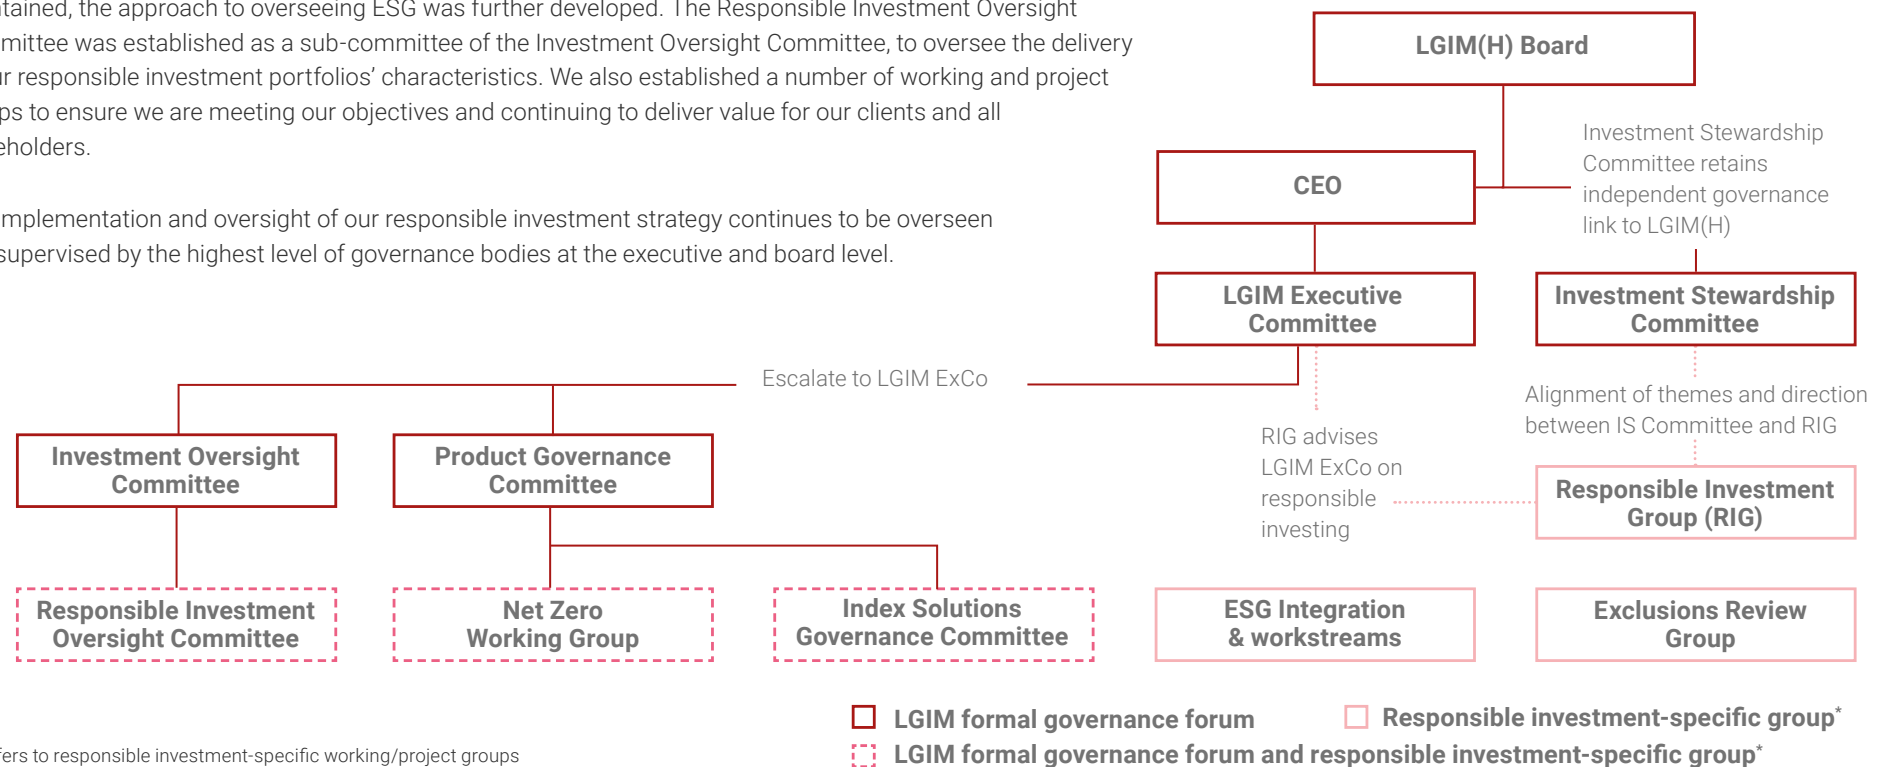 tained, the approach to overseeing ESG was further developed. The Responsible Investment Oversight
mittee was established as a sub-committee of the Investment Oversight Committee, to oversee the delivery
ur responsible investment portfolios' characteristics. We also established a number of working and project
ps to ensure we are meeting our objectives and continuing to deliver value for our clients and all
eholders.
implementation and oversight of our responsible investment strategy continues to be overseen
supervised by the highest level of governance bodies at the executive and board level.
LGIM(H) Board
CEO
Investment Stewardship
Committee retains
independent governance
link to LGIM(H)
LGIM Executive
Committee
Investment Stewardship
Committee
Escalate to LGIM ExCo
Alignment of themes and direction
between IS Committee and RIG
RIG advises
LGIM ExCo on
responsible
investing
Investment Oversight
Committee
Product Governance
Committee
Responsible Investment
Group (RIG)
Responsible Investment
Oversight Committee
Net Zero
Working Group
Index Solutions
Governance Committee
ESG Integration
& workstreams
Exclusions Review
Group
LGIM formal governance forum
Responsible investment-specific group*
LGIM formal governance forum and responsible investment-specific group*
fers to responsible investment-specific working/project groups